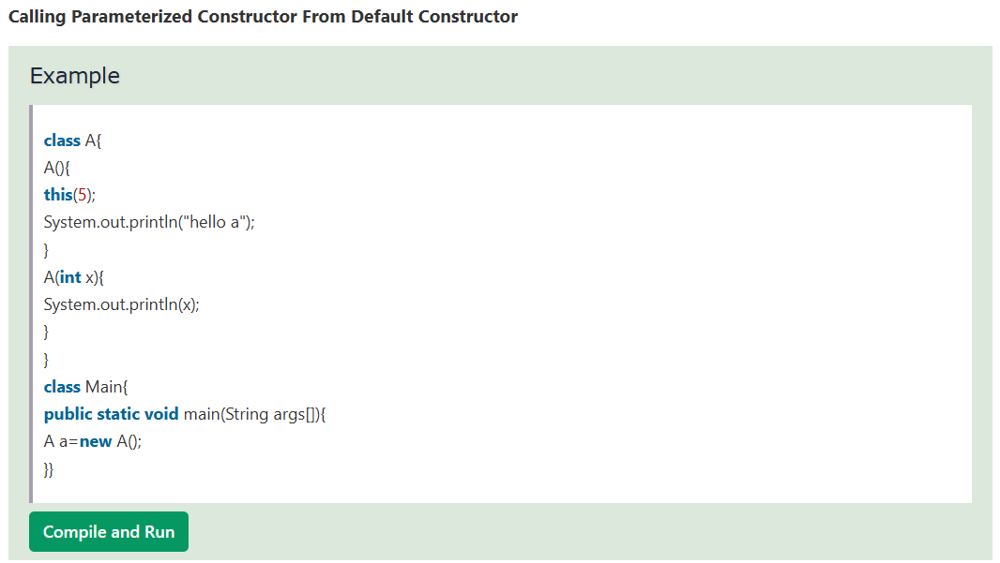 Calling Parameterized Constructor From Default Constructor
Example
class A{
A(){
this(5);
System.out.println("hello a");
}
A(int x){
System.out.println(x);
}
}
class Main{
public static void main(String args[]){
A a=new A();
}}
Compile and Run